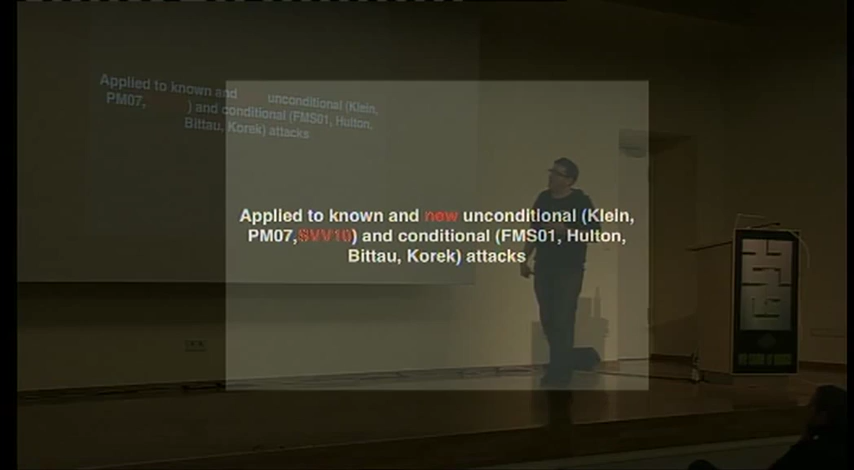 Applied to known and
unconditional (Klein,
PM07,
) and conditional (FMS01, Hulton,
Bittau, Korek) attacks
Applied to known and new unconditional (Klein,
PM07,SVV10) and conditional (FMS01, Hulton,
Bittau, Korek) attacks